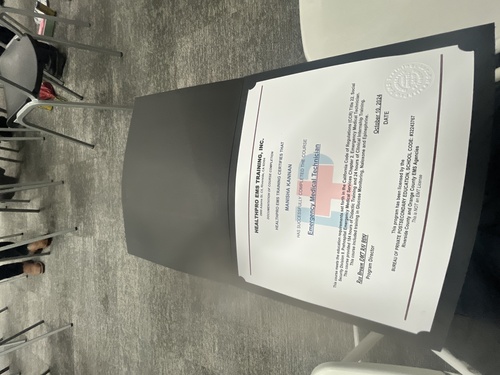 HEALTHPRO EMS TRAINING, INC.
DOCUMENTATION OF COURSE COMPLETION
HEALTHPRO EMS TRAINING CERTIFIES THAT
MANISHA KANNAN
HAS SUCCESSFULLY COMPLETED THE COURSE
Emergency Medical Technician
This course meets the education requirements set forth in the California Code of Regulations (CCR) Title 22, Social
Security Division 9, Prehospital Emergency Medical Services Chapter 2, Emergency Medical Technician.
The course provided 184 hours of Didactic Training and 24 hours of Clinical Internship Training.
This course included training in Glucose Monitoring, Naloxone and Epinephrine.
October 10, 2024
Program Director
DATE
This program has been licensed by the
BUREAU OF PRIVATE POSTSECONDARY EDUCATION, SCHOOL CODE: #32243767
Riverside County and Orange County EMS Agencies
This is NOT an EMT License